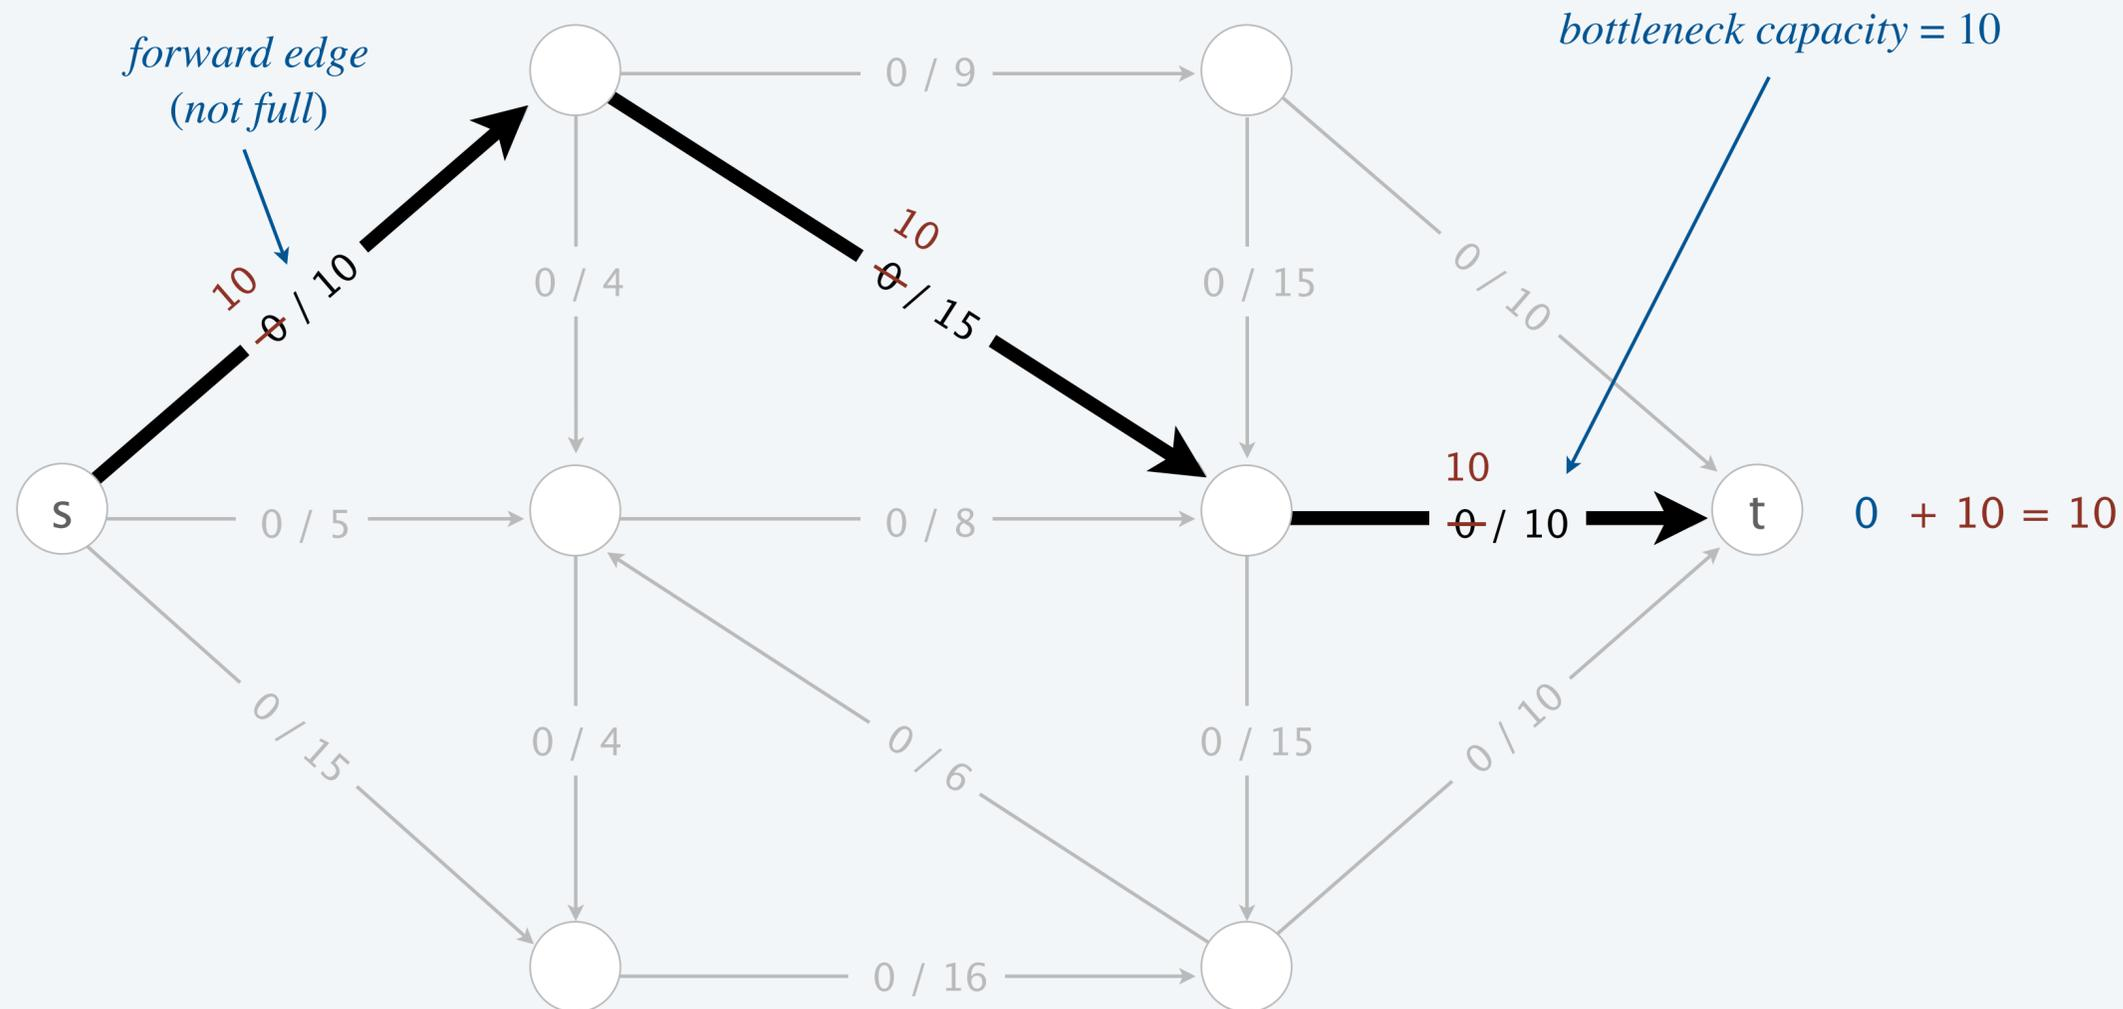 forward edge
(not full)
bottleneck capacity = 10
0 / 9
10
0 / 10
0 / 4
10
0 / 15
0 / 15
0 / 10
s
0 / 5
0 / 8
10
0 / 10
t
0 + 10 = 10
0 / 15
0 / 4
0 / 6
0 / 15
0 / 10
0 / 16